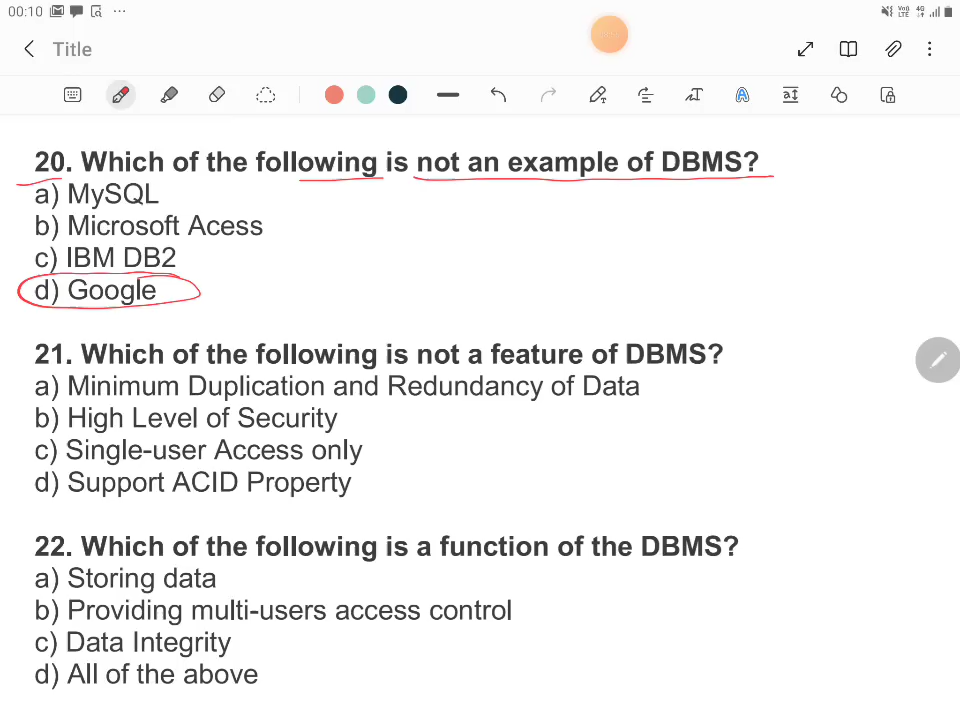 00:10
Title
20. Which of the following is not an example of DBMS?
a) MySQL
b) Microsoft Acess
c) IBM DB2
d) Google
21. Which of the following is not a feature of DBMS?
a) Minimum Duplication and Redundancy of Data
b) High Level of Security
c) Single-user Access only
d) Support ACID Property
22. Which of the following is a function of the DBMS?
a) Storing data
b) Providing multi-users access control
c) Data Integrity
d) All of the above